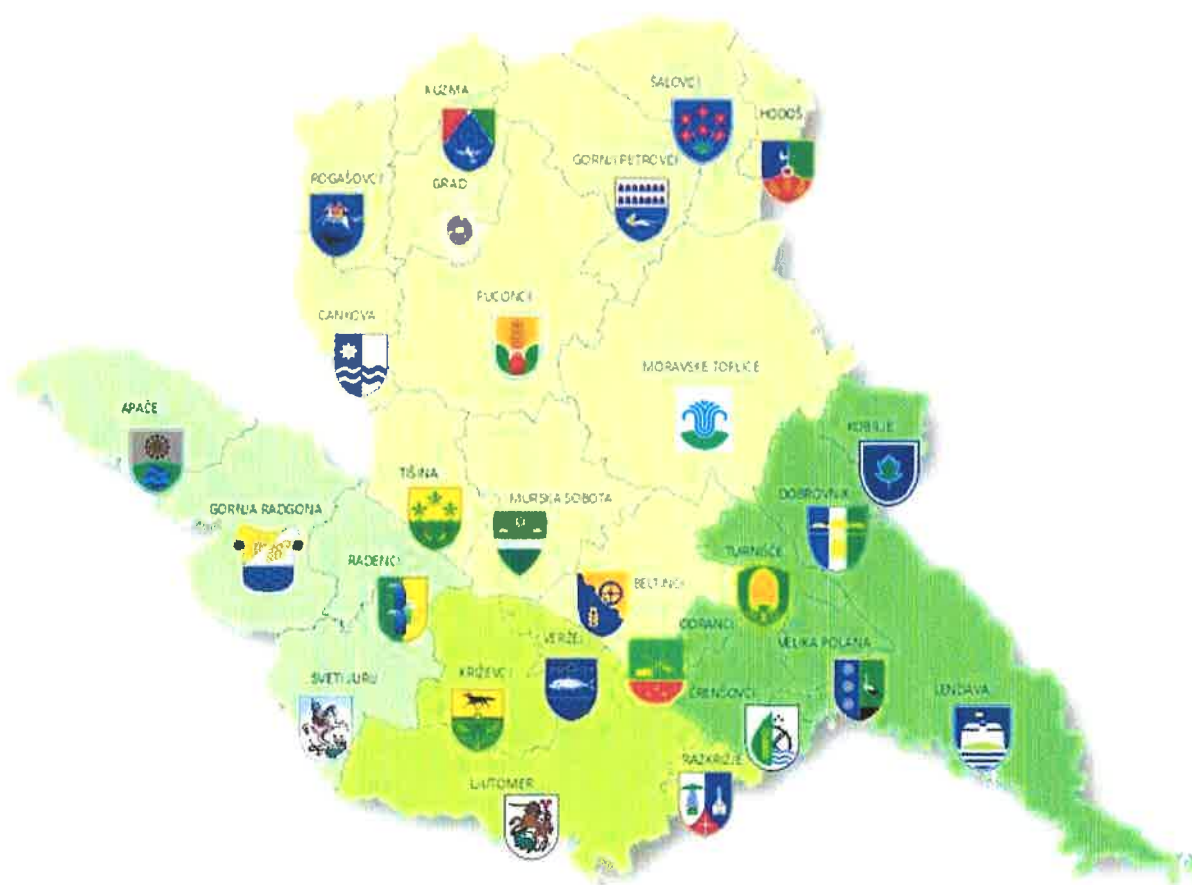 KUZMA
ŠALOVCI
HODOŠ
GORNJI PETROVCI
ROGAŠOVCI
GRAD
PUCONCI
CANKOVA
MORAVSKE TOPLICE
APAČE
KOBILJE
TIŠINA
MURSKA SOBOTA
DOBROVNIK
GORNJA RADGONA
RADENCI
TURNIŠČE
BELTINCI
ODRANCI
VERŽEJ
VELIKA POLANA
SVETI JURIJ
KRIŽEVCI
ČRENŠOVCI
LENDAVA
RAZKRIŽJE
LJUTOMER